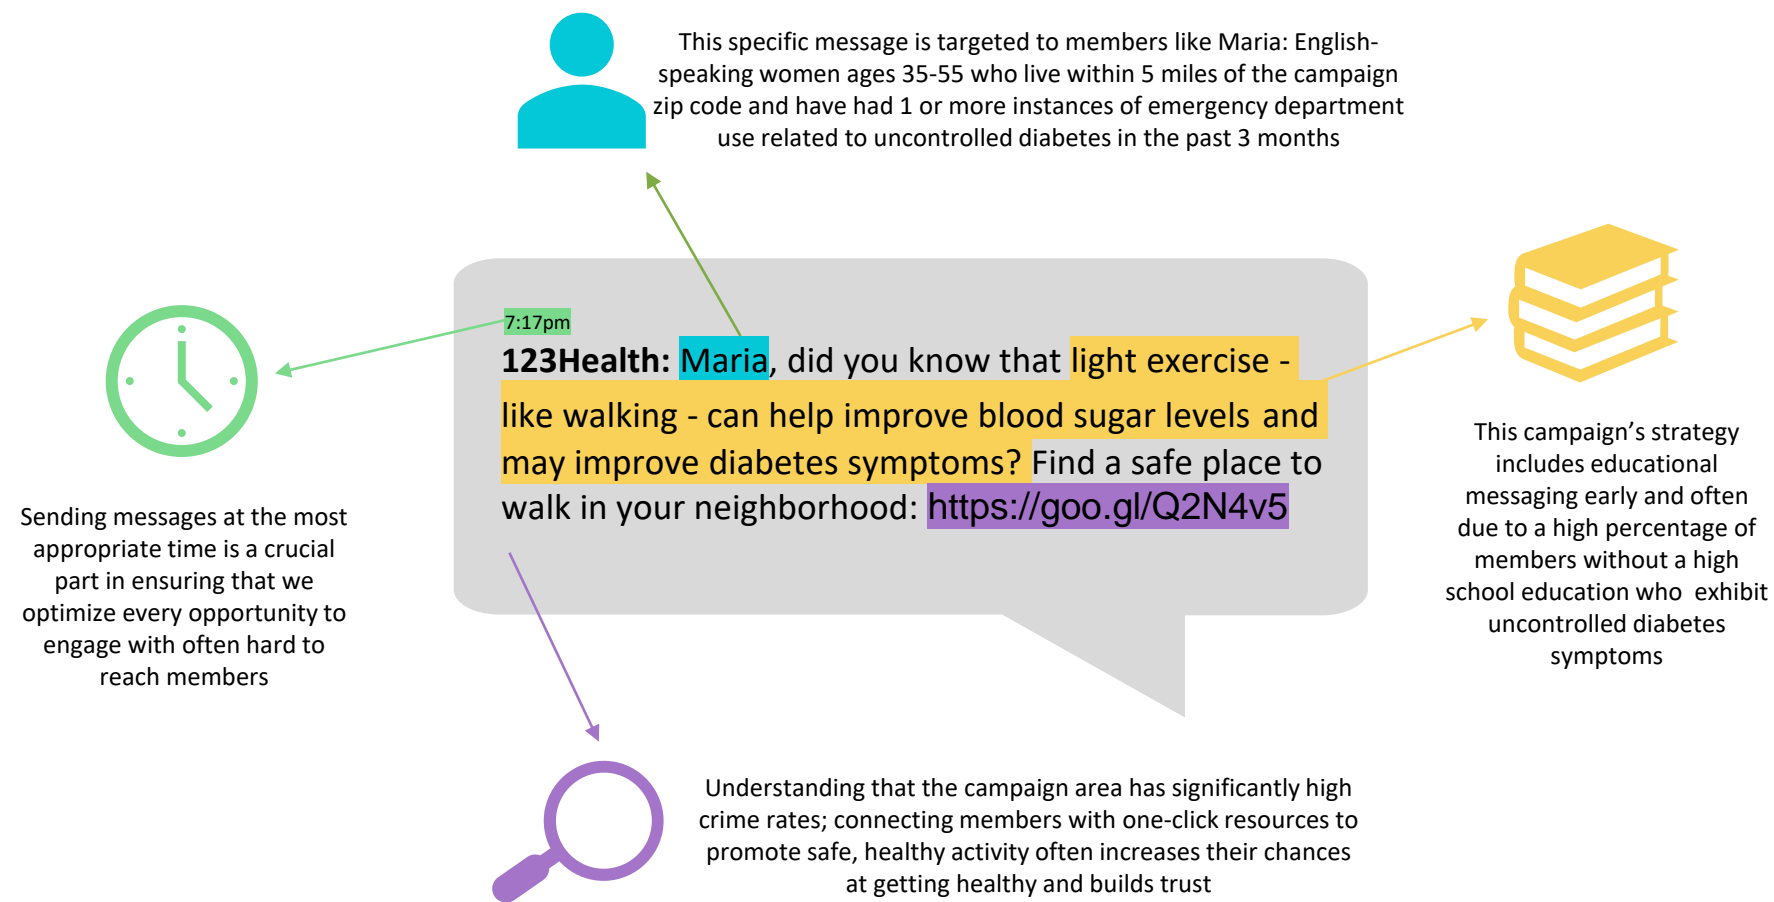 This specific message is targeted to members like Maria: English-
speaking women ages 35-55 who live within 5 miles of the campaign
zip code and have had 1 or more instances of emergency department
use related to uncontrolled diabetes in the past 3 months
7:17pm
123Health: Maria, did you know that light exercise -
like walking - can help improve blood sugar levels and
may improve diabetes symptoms? Find a safe place to
walk in your neighborhood: https://goo.gl/Q2N4v5
Sending messages at the most
appropriate time is a crucial
part in ensuring that we
optimize every opportunity to
engage with often hard to
reach members
This campaign’s strategy
includes educational
messaging early and often
due to a high percentage of
members without a high
school education who exhibit
uncontrolled diabetes
symptoms
Understanding that the campaign area has significantly high
crime rates; connecting members with one-click resources to
promote safe, healthy activity often increases their chances
at getting healthy and builds trust